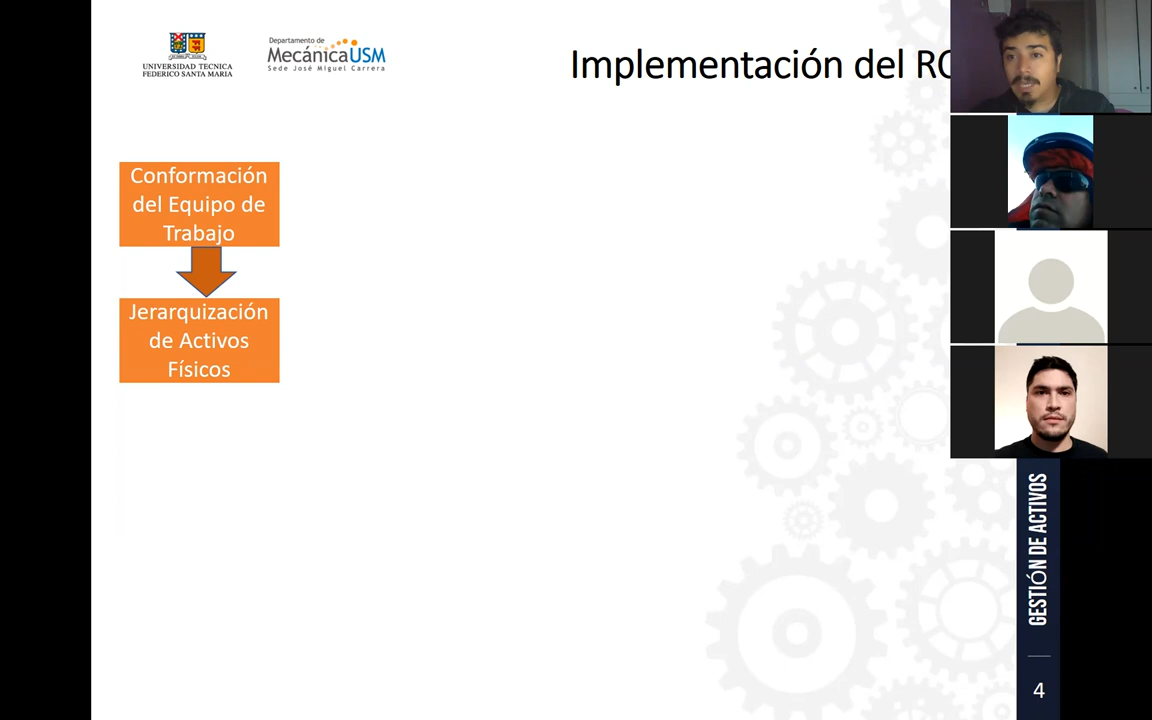 UNIVERSIDAD TECNICA
FEDERICO SANTA MARIA
Departamento de
MecánicaUSM
Sede José Miguel Carrera
Implementación del
Conformación
del Equipo de
Trabajo
Jerarquización
de Activos
Físicos
GESTIÓN DE ACTIVOS
4